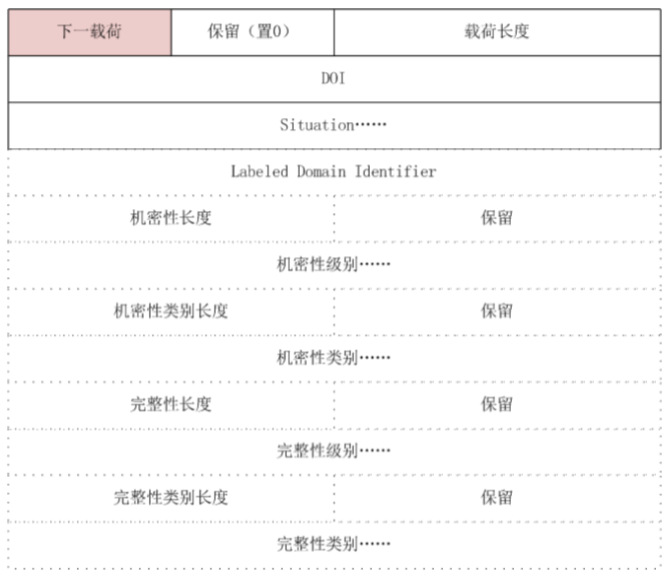 下一载荷 保留（置0） 载荷长度
DOI
Situation……
Labeled Domain Identifier
机密性长度 保留
机密性级别……
机密性类别长度 保留
机密性类别……
完整性长度 保留
完整性级别……
完整性类别长度 保留
完整性类别……